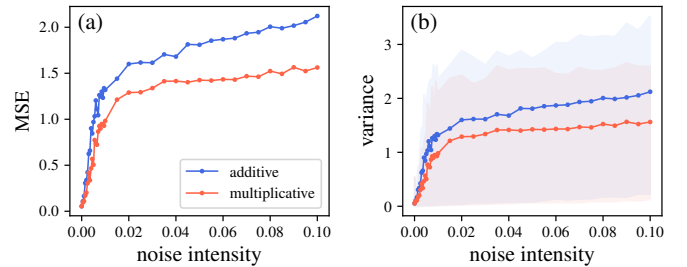 (a)
MSE
2.0
1.5
1.0
0.5
0.0
additive
multiplicative
0.00 0.02 0.04 0.06 0.08 0.10
noise intensity
(b)
variance
3
2
1
0
0.00 0.02 0.04 0.06 0.08 0.10
noise intensity